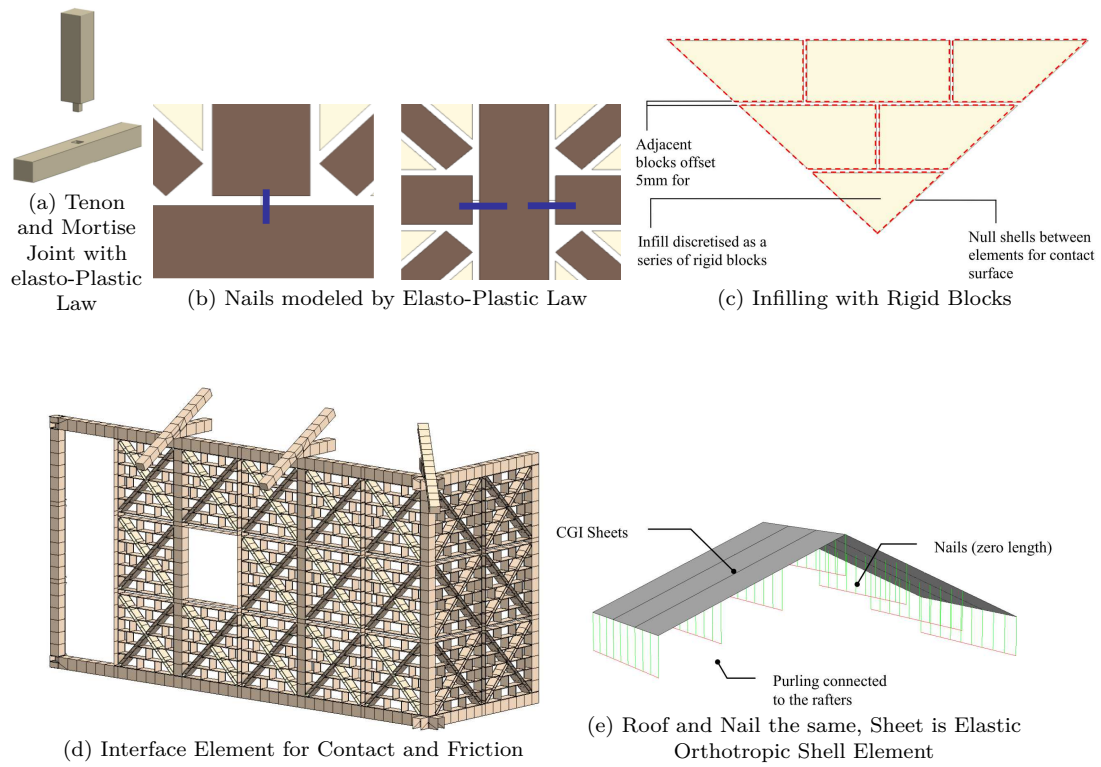 (a) Tenon
and Mortise
Joint with
elasto-Plastic
Law
(b) Nails modeled by Elasto-Plastic Law
Adjacent
blocks offset
5mm for
Infill discretised as a
series of rigid blocks
Null shells between
elements for contact
surface
(c) Infilling with Rigid Blocks
(d) Interface Element for Contact and Friction
CGI Sheets
Nails (zero length)
Purling connected
to the rafters
(e) Roof and Nail the same, Sheet is Elastic
Orthotropic Shell Element